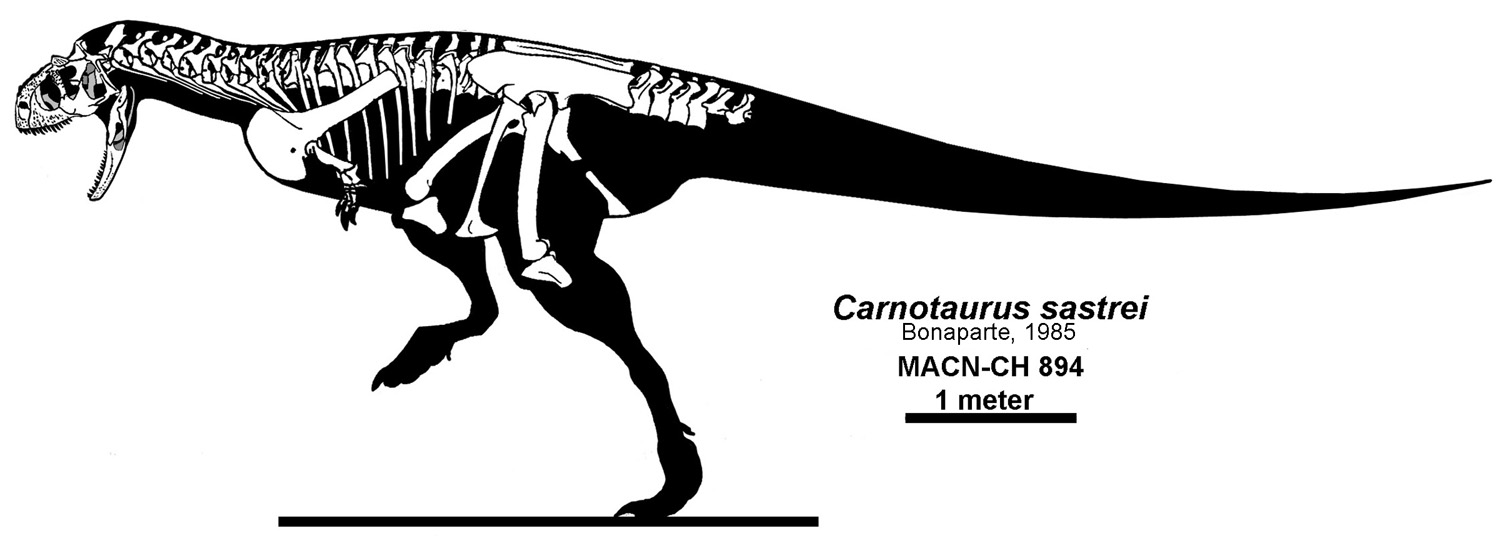 Carnotaurus sastrei
Bonaparte, 1985
MACN-CH 894
1 meter